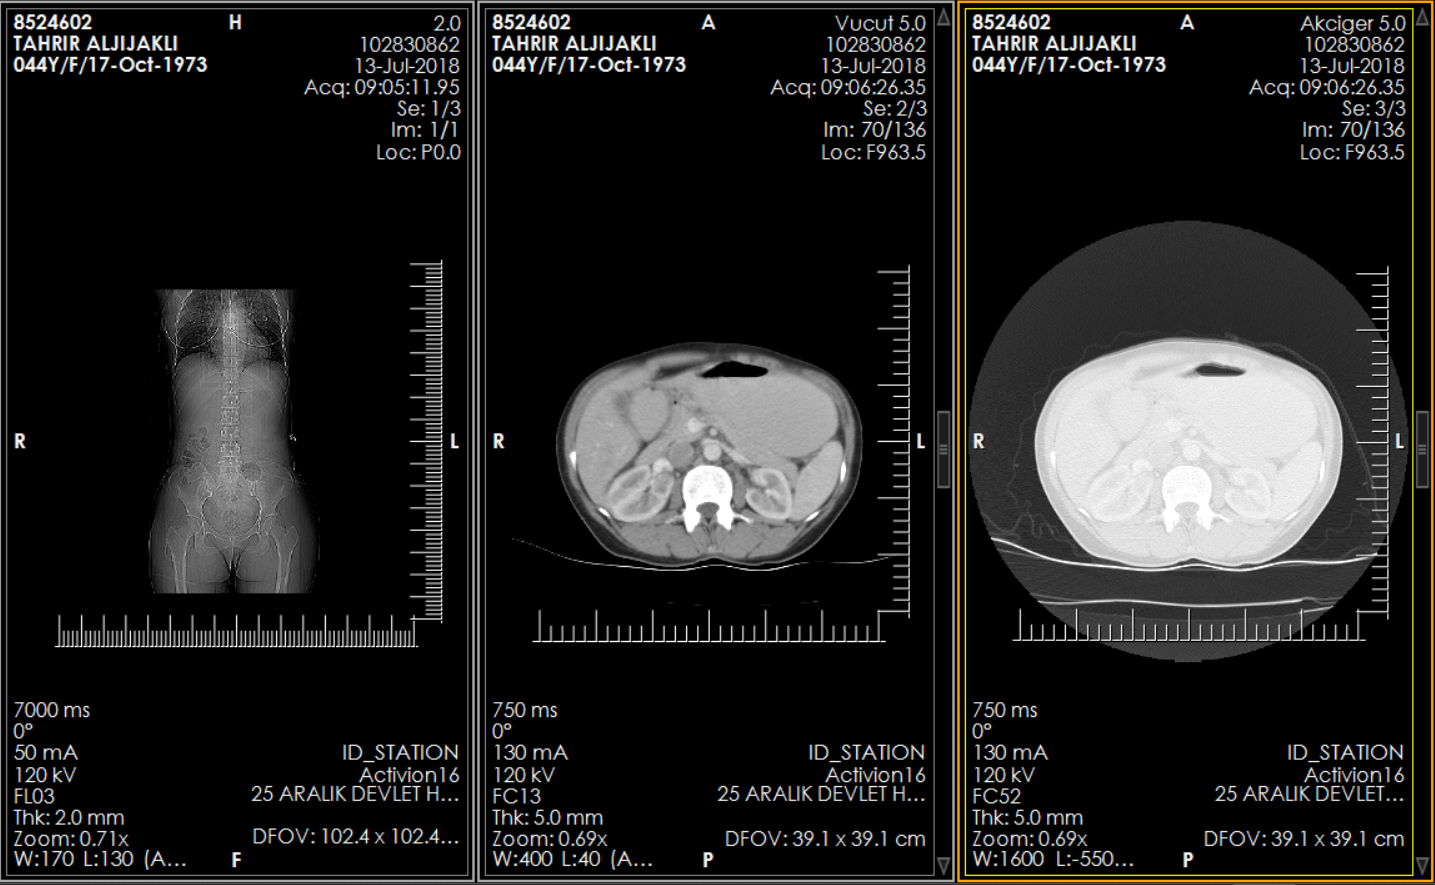 8524602
H
2.0
TAHRIR ALJIJAKLI
102830862
044Y/F/17-Oct-1973
13-Jul-2018
Acq: 09:05:11.95
Se: 1/3
Im: 1/1
Loc: P0.0
R
L
7000 ms
0°
50 mA
ID_STATION
120 kV
Activion16
FL03
25 ARALIK DEVLET H...
Thk: 2.0 mm
Zoom: 0.71x
DFOV: 102.4 x 102.4...
W:170 L:130 (A...
F
8524602
A
Vucut 5.0
TAHRIR ALJIJAKLI
102830862
044Y/F/17-Oct-1973
13-Jul-2018
Acq: 09:06:26.35
Se: 2/3
Im: 70/136
Loc: F963.5
R
L
750 ms
0°
130 mA
ID_STATION
120 kV
Activion16
FC13
25 ARALIK DEVLET H...
Thk: 5.0 mm
Zoom: 0.69x
DFOV: 39.1 x 39.1 cm
W:400 L:40 (A...
P
8524602
A
Akciger 5.0
TAHRIR ALJIJAKLI
102830862
044Y/F/17-Oct-1973
13-Jul-2018
Acq: 09:06:26.35
Se: 3/3
Im: 70/136
Loc: F963.5
R
L
750 ms
0°
130 mA
ID_STATION
120 kV
Activion16
FC52
25 ARALIK DEVLET...
Thk: 5.0 mm
Zoom: 0.69x
DFOV: 39.1 x 39.1 cm
W:1600 L:-550...
P